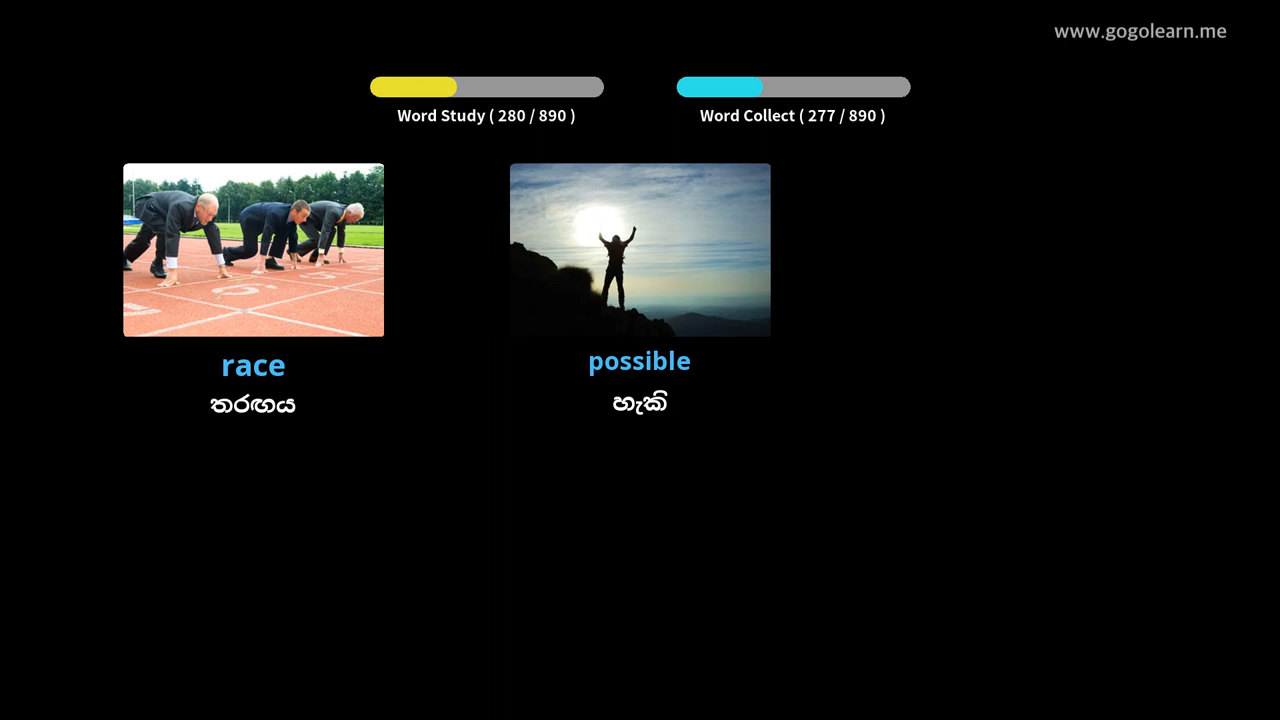 www.gogolearn.me
Word Study ( 280 / 890 )
Word Collect ( 277 / 890 )
race
තරඟය
possible
හැකි